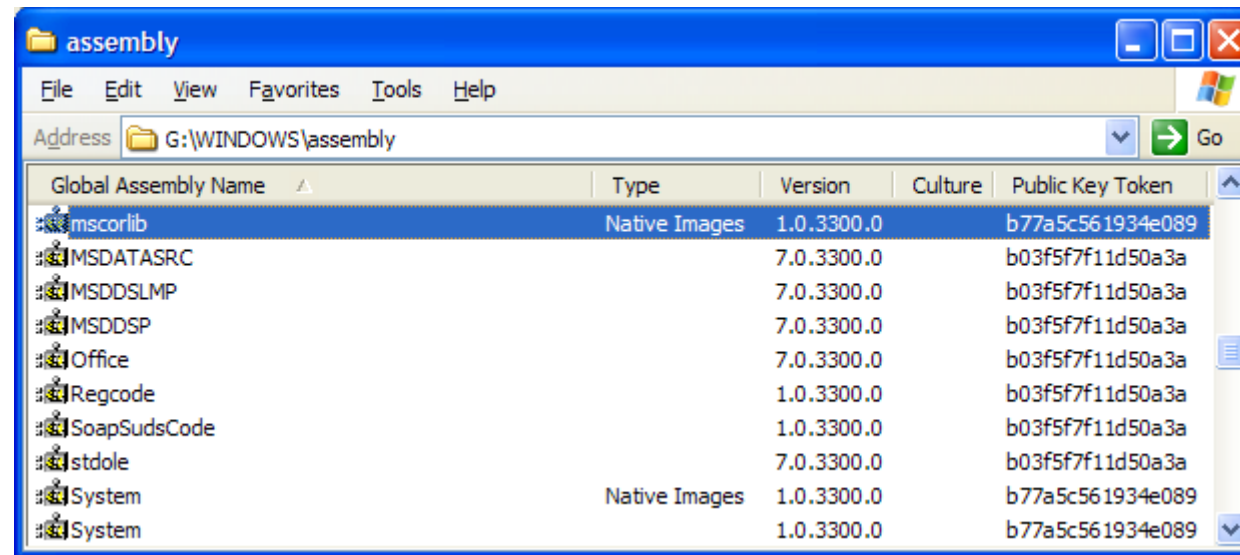 assembly
File Edit View Favorites Tools Help
Address G:\WINDOWS\assembly Go
Global Assembly Name Type Version Culture Public Key Token
mscorlib Native Images 1.0.3300.0 b77a5c561934e089
MSDATASRC 7.0.3300.0 b03f5f7f11d50a3a
MSDDSLMP 7.0.3300.0 b03f5f7f11d50a3a
MSDDSP 7.0.3300.0 b03f5f7f11d50a3a
Office 7.0.3300.0 b03f5f7f11d50a3a
Regcode 1.0.3300.0 b03f5f7f11d50a3a
SoapSudsCode 1.0.3300.0 b03f5f7f11d50a3a
stdole 7.0.3300.0 b03f5f7f11d50a3a
System Native Images 1.0.3300.0 b77a5c561934e089
System 1.0.3300.0 b77a5c561934e089